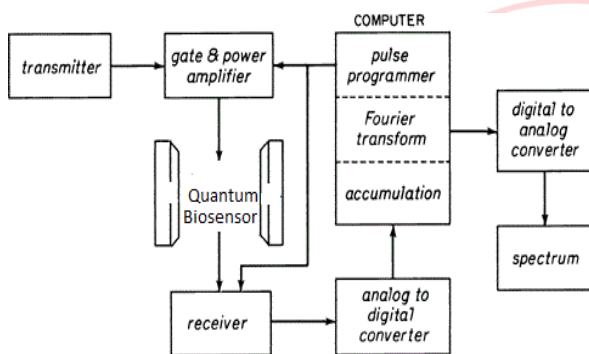 COMPUTER
transmitter
gate & power
amplifier
pulse
programmer
Fourier
transform
accumulation
digital to
analog
converter
Quantum
Biosensor
spectrum
receiver
analog to
digital
converter